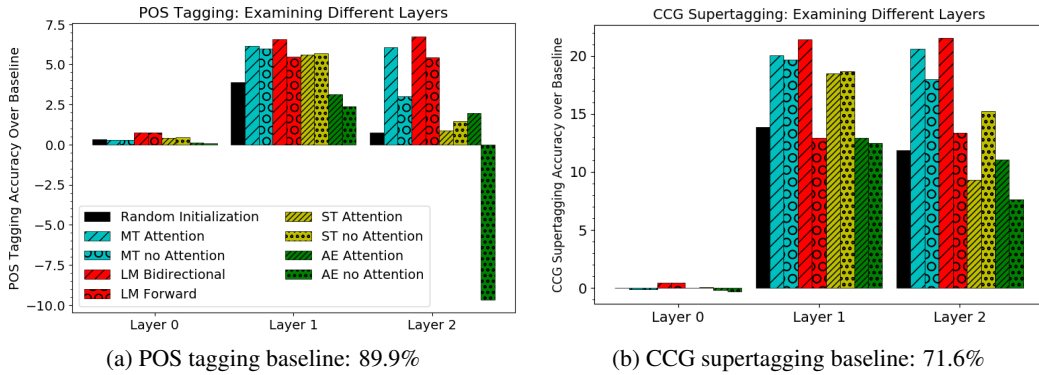 POS Tagging: Examining Different Layers
POS Tagging Accuracy Over Baseline
7.5
5.0
2.5
0.0
−2.5
−5.0
−7.5
−10.0
Random Initialization
MT Attention
MT no Attention
LM Bidirectional
LM Forward
ST Attention
ST no Attention
AE Attention
AE no Attention
Layer 0 Layer 1 Layer 2
(a) POS tagging baseline: 89.9%
CCG Supertagging: Examining Different Layers
CCG Supertagging Accuracy over Baseline
20
15
10
5
0
Layer 0 Layer 1 Layer 2
(b) CCG supertagging baseline: 71.6%